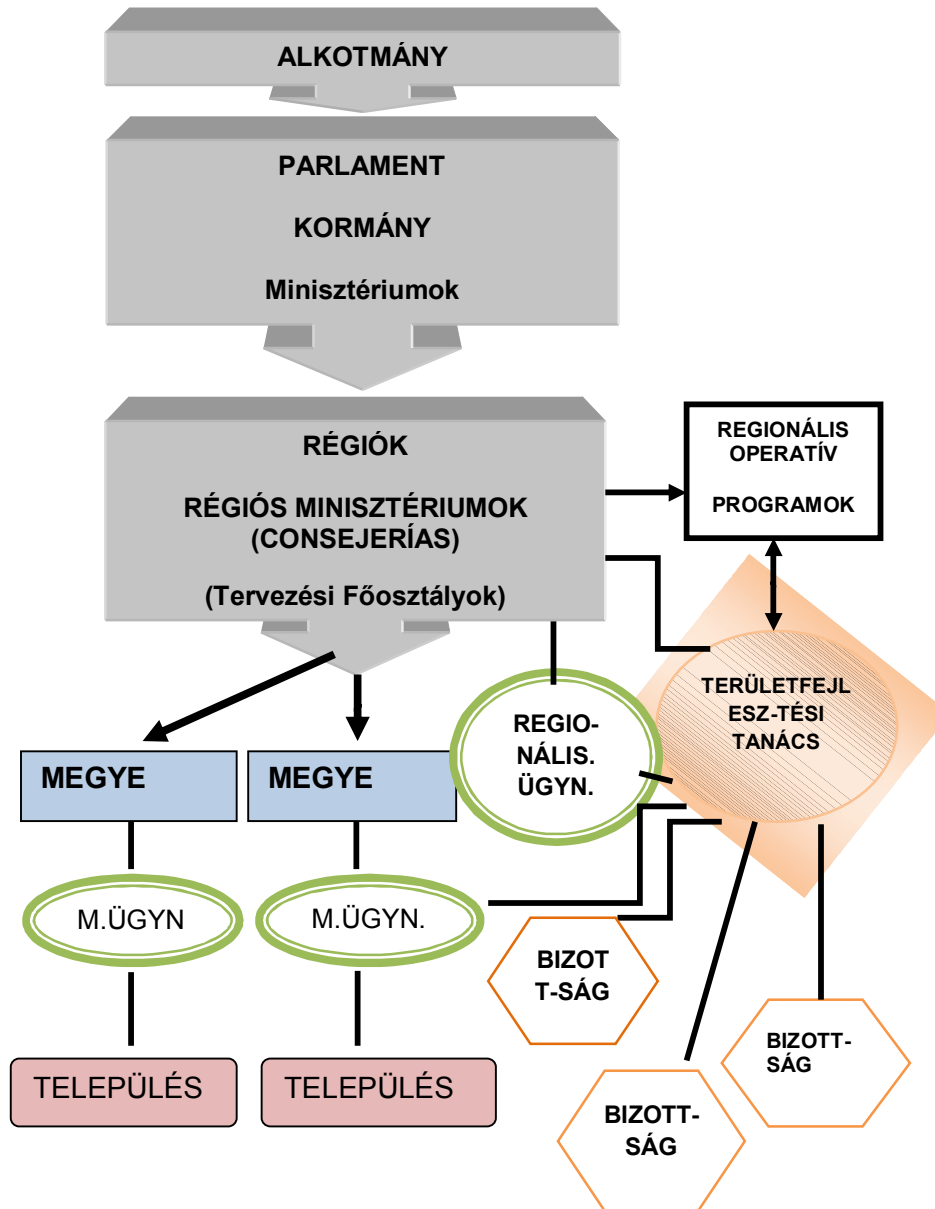 ALKOTMÁNY
PARLAMENT
KORMÁNY
Minisztériumok
RÉGIÓK
RÉGIÓS MINISZTÉRIUMOK
(CONSEJERÍAS)
(Tervezési Főosztályok)
REGIONÁLIS
OPERATÍV
PROGRAMOK
TERÜLETFEJL
ESZ-TÉSI
TANÁCS
REGIO-
NÁLIS.
ÜGYN.
MEGYE
MEGYE
M.ÜGYN
M.ÜGYN.
BIZOT
T-SÁG
BIZOTT-
SÁG
BIZOTT-
SÁG
TELEPÜLÉS
TELEPÜLÉS